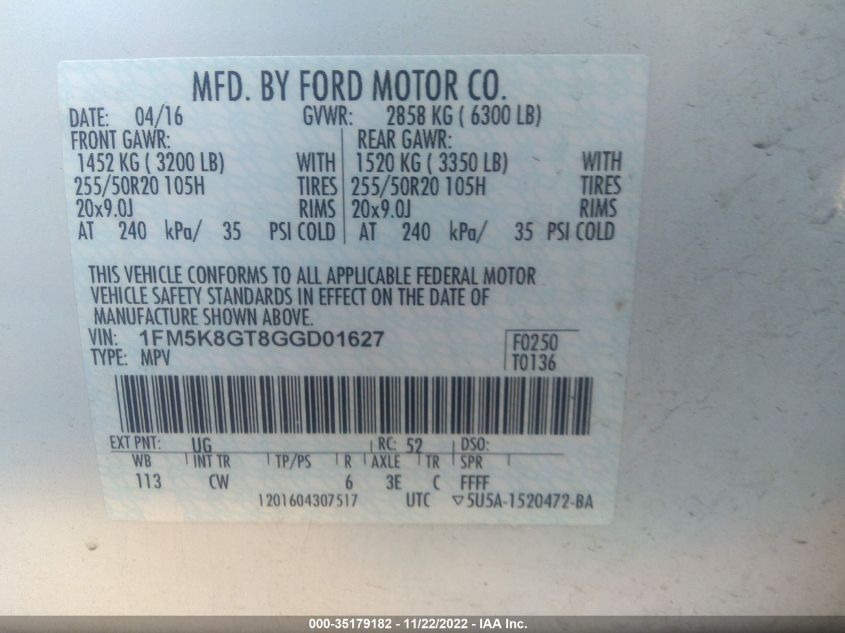 MFD. BY FORD MOTOR CO.
DATE: 04/16 GVWR: 2858 KG ( 6300 LB)
FRONT GAWR: REAR GAWR:
1452 KG ( 3200 LB) WITH 1520 KG ( 3350 LB) WITH
255/50R20 105H TIRES 255/50R20 105H TIRES
20x9.0J RIMS 20x9.0J RIMS
AT 240 kPa/ 35 PSI COLD AT 240 kPa/ 35 PSI COLD
THIS VEHICLE CONFORMS TO ALL APPLICABLE FEDERAL MOTOR
VEHICLE SAFETY STANDARDS IN EFFECT ON THE DATE OF
MANUFACTURE SHOWN ABOVE.
VIN: 1FM5K8GT8GGD01627 F0250
TYPE: MPV T0136
EXT PNT: UG RC: 52 DSO:
WB INT TR TP/PS R AXLE TR SPR
113 CW 6 3E C FFFF
1201604307517 UTC ▽5U5A-1520472-BA
000-35179182 - 11/22/2022 - IAA Inc.